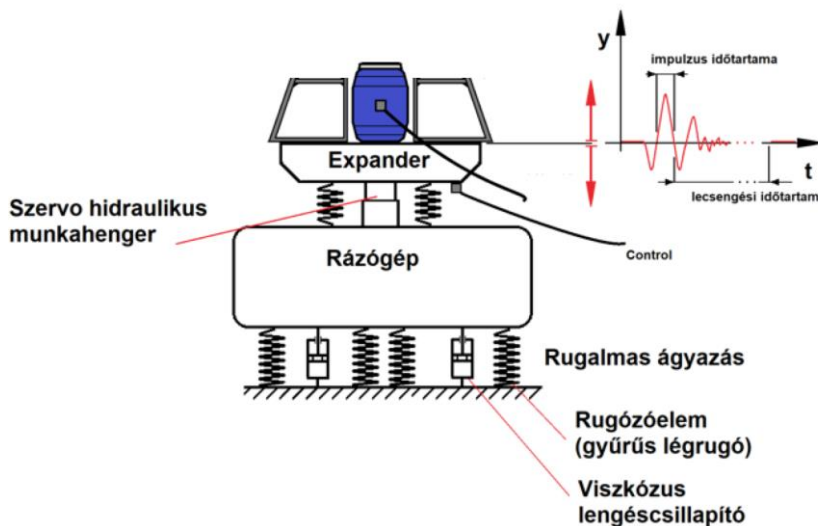 y
impulzus időtartama
t
lecsengési időtartam
Expander
Szervo hidraulikus
munkahenger
Control
Rázógép
Rugalmas ágyazás
Rugózóelem
(gyűrűs légrugó)
Viszkózus
lengéscsillapító